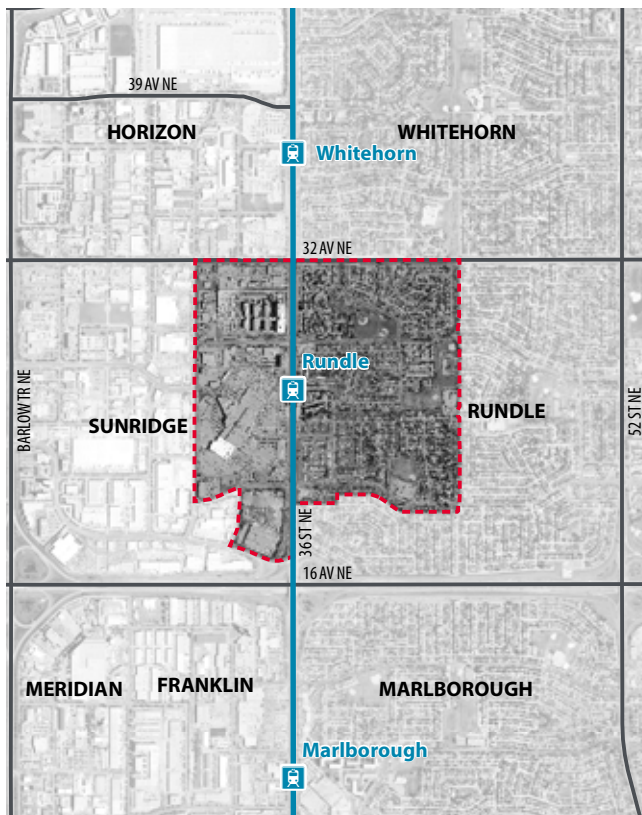 39 AV NE
HORIZON
WHITEHORN
Whitehorn
32 AV NE
Rundle
BARLOW TR NE
SUNRIDGE
RUNDLE
52 ST NE
36 ST NE
16 AV NE
MERIDIAN
FRANKLIN
MARLBOROUGH
Marlborough